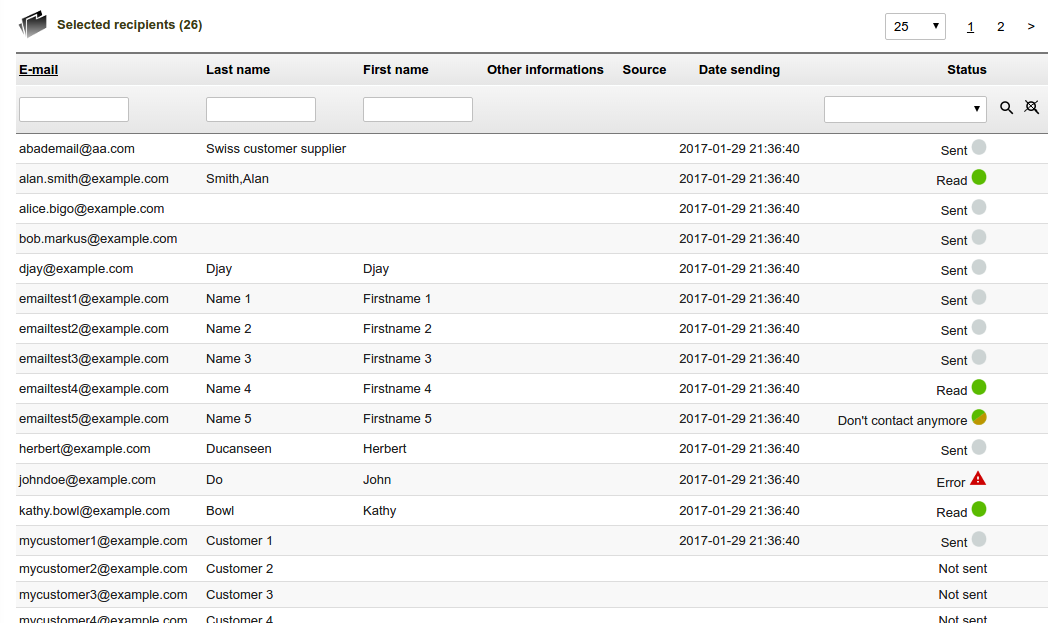 Selected recipients (26) 25 1 2 >
E-mail Last name First name Other informations Source Date sending Status
abademail@aa.com Swiss customer supplier 2017-01-29 21:36:40 Sent
alan.smith@example.com Smith,Alan 2017-01-29 21:36:40 Read
alice.bigo@example.com 2017-01-29 21:36:40 Sent
bob.markus@example.com 2017-01-29 21:36:40 Sent
djay@example.com Djay Djay 2017-01-29 21:36:40 Sent
emailtest1@example.com Name 1 Firstname 1 2017-01-29 21:36:40 Sent
emailtest2@example.com Name 2 Firstname 2 2017-01-29 21:36:40 Sent
emailtest3@example.com Name 3 Firstname 3 2017-01-29 21:36:40 Sent
emailtest4@example.com Name 4 Firstname 4 2017-01-29 21:36:40 Read
emailtest5@example.com Name 5 Firstname 5 2017-01-29 21:36:40 Don't contact anymore
herbert@example.com Ducanseen Herbert 2017-01-29 21:36:40 Sent
johndoe@example.com Do John 2017-01-29 21:36:40 Error
kathy.bowl@example.com Bowl Kathy 2017-01-29 21:36:40 Read
mycustomer1@example.com Customer 1 2017-01-29 21:36:40 Sent
mycustomer2@example.com Customer 2 Not sent
mycustomer3@example.com Customer 3 Not sent
mycustomer4@example.com Customer 4 Not sent